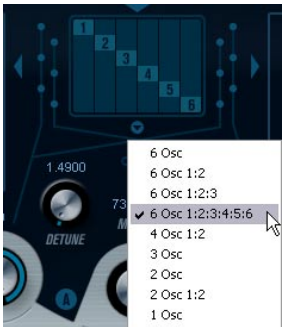 1
2
3
4
5
6
1.4900
73
DETUNE
M
A
6 Osc
6 Osc 1:2
6 Osc 1:2:3
✔ 6 Osc 1:2:3:4:5:6
4 Osc 1:2
3 Osc
2 Osc
2 Osc 1:2
1 Osc